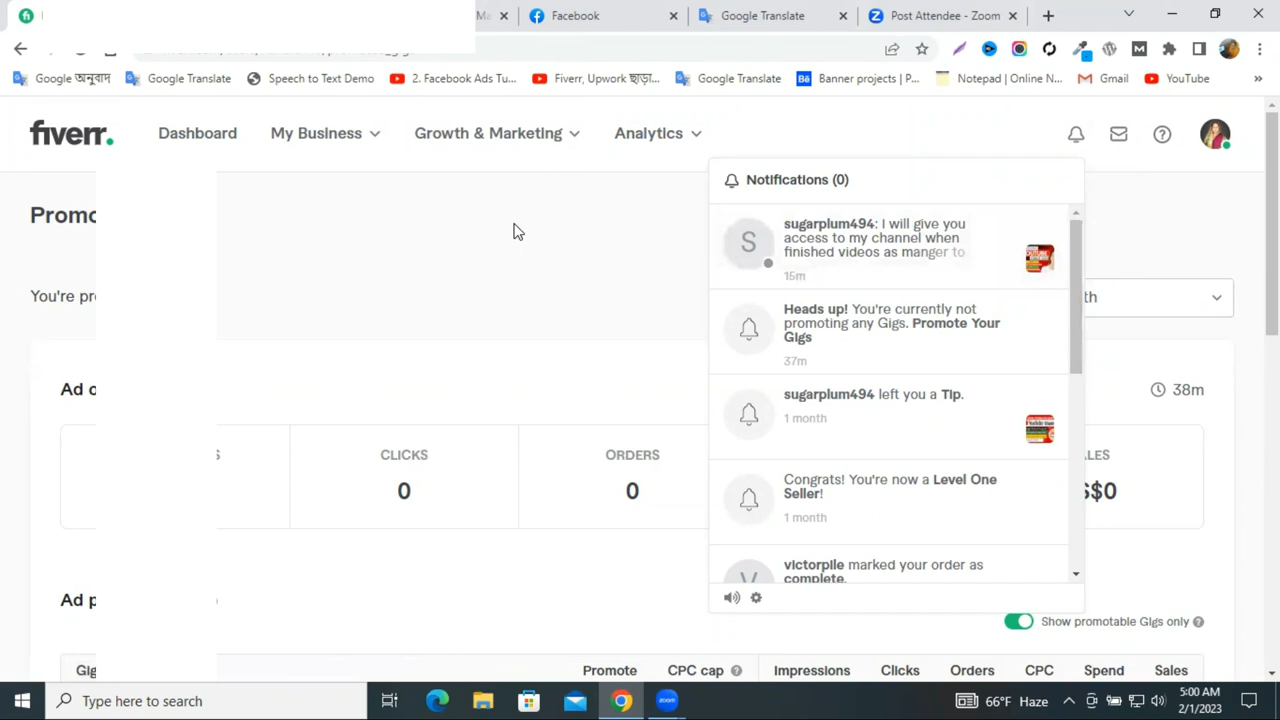 Ma
Facebook
Google Translate
Post Attendee - Zoom
Google অনুবাদ
Google Translate
Speech to Text Demo
2. Facebook Ads Tu...
Fiverr, Upwork ছাড়া...
Google Translate
Banner projects | P...
Notepad | Online N...
Gmail
YouTube
fiverr.
Dashboard
My Business
Growth & Marketing
Analytics
Notifications (0)
sugarplum494: I will give you
access to my channel when
finished videos as manger to
15m
Heads up! You're currently not
promoting any Gigs. Promote Your
Gigs
37m
sugarplum494 left you a Tip.
1 month
Congrats! You're now a Level One
Seller!
1 month
victorpile marked your order as
complete.
Promo
You're pr
th
Ad o
38m
S
CLICKS
ORDERS
LES
0
0
S$0
Ad p
Show promotable Gigs only
Gig
Promote
CPC cap
Impressions
Clicks
Orders
CPC
Spend
Sales
Type here to search
66°F Haze
5:00 AM
2/1/2023